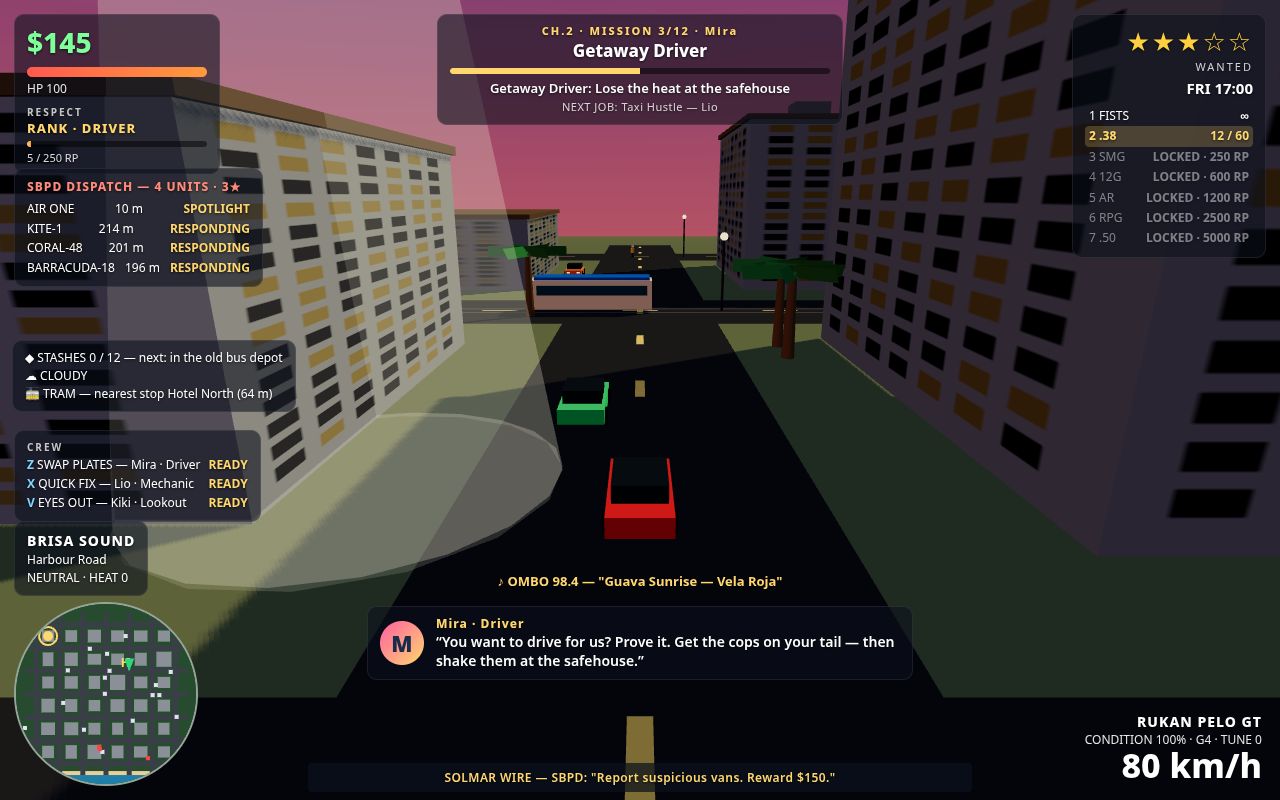 $145
HP 100
RESPECT
RANK · DRIVER
5 / 250 RP
SBPD DISPATCH — 4 UNITS · 3★
AIR ONE 10 m SPOTLIGHT
KITE-1 214 m RESPONDING
CORAL-48 201 m RESPONDING
BARRACUDA-18 196 m RESPONDING
◆ STASHES 0 / 12 — next: in the old bus depot
☁ CLOUDY
🚋 TRAM — nearest stop Hotel North (64 m)
CREW
Z SWAP PLATES — Mira · Driver READY
X QUICK FIX — Lio · Mechanic READY
V EYES OUT — Kiki · Lookout READY
BRISA SOUND
Harbour Road
NEUTRAL · HEAT 0
CH.2 · MISSION 3/12 · Mira
Getaway Driver
Getaway Driver: Lose the heat at the safehouse
NEXT JOB: Taxi Hustle — Lio
★★★☆☆
WANTED
FRI 17:00
1 FISTS ∞
2 .38 12 / 60
3 SMG LOCKED · 250 RP
4 12G LOCKED · 600 RP
5 AR LOCKED · 1200 RP
6 RPG LOCKED · 2500 RP
7 .50 LOCKED · 5000 RP
♪ OMBO 98.4 — "Guava Sunrise — Vela Roja"
M
Mira · Driver
“You want to drive for us? Prove it. Get the cops on your tail — then
shake them at the safehouse.”
SOLMAR WIRE — SBPD: "Report suspicious vans. Reward $150."
RUKAN PELO GT
CONDITION 100% · G4 · TUNE 0
80 km/h